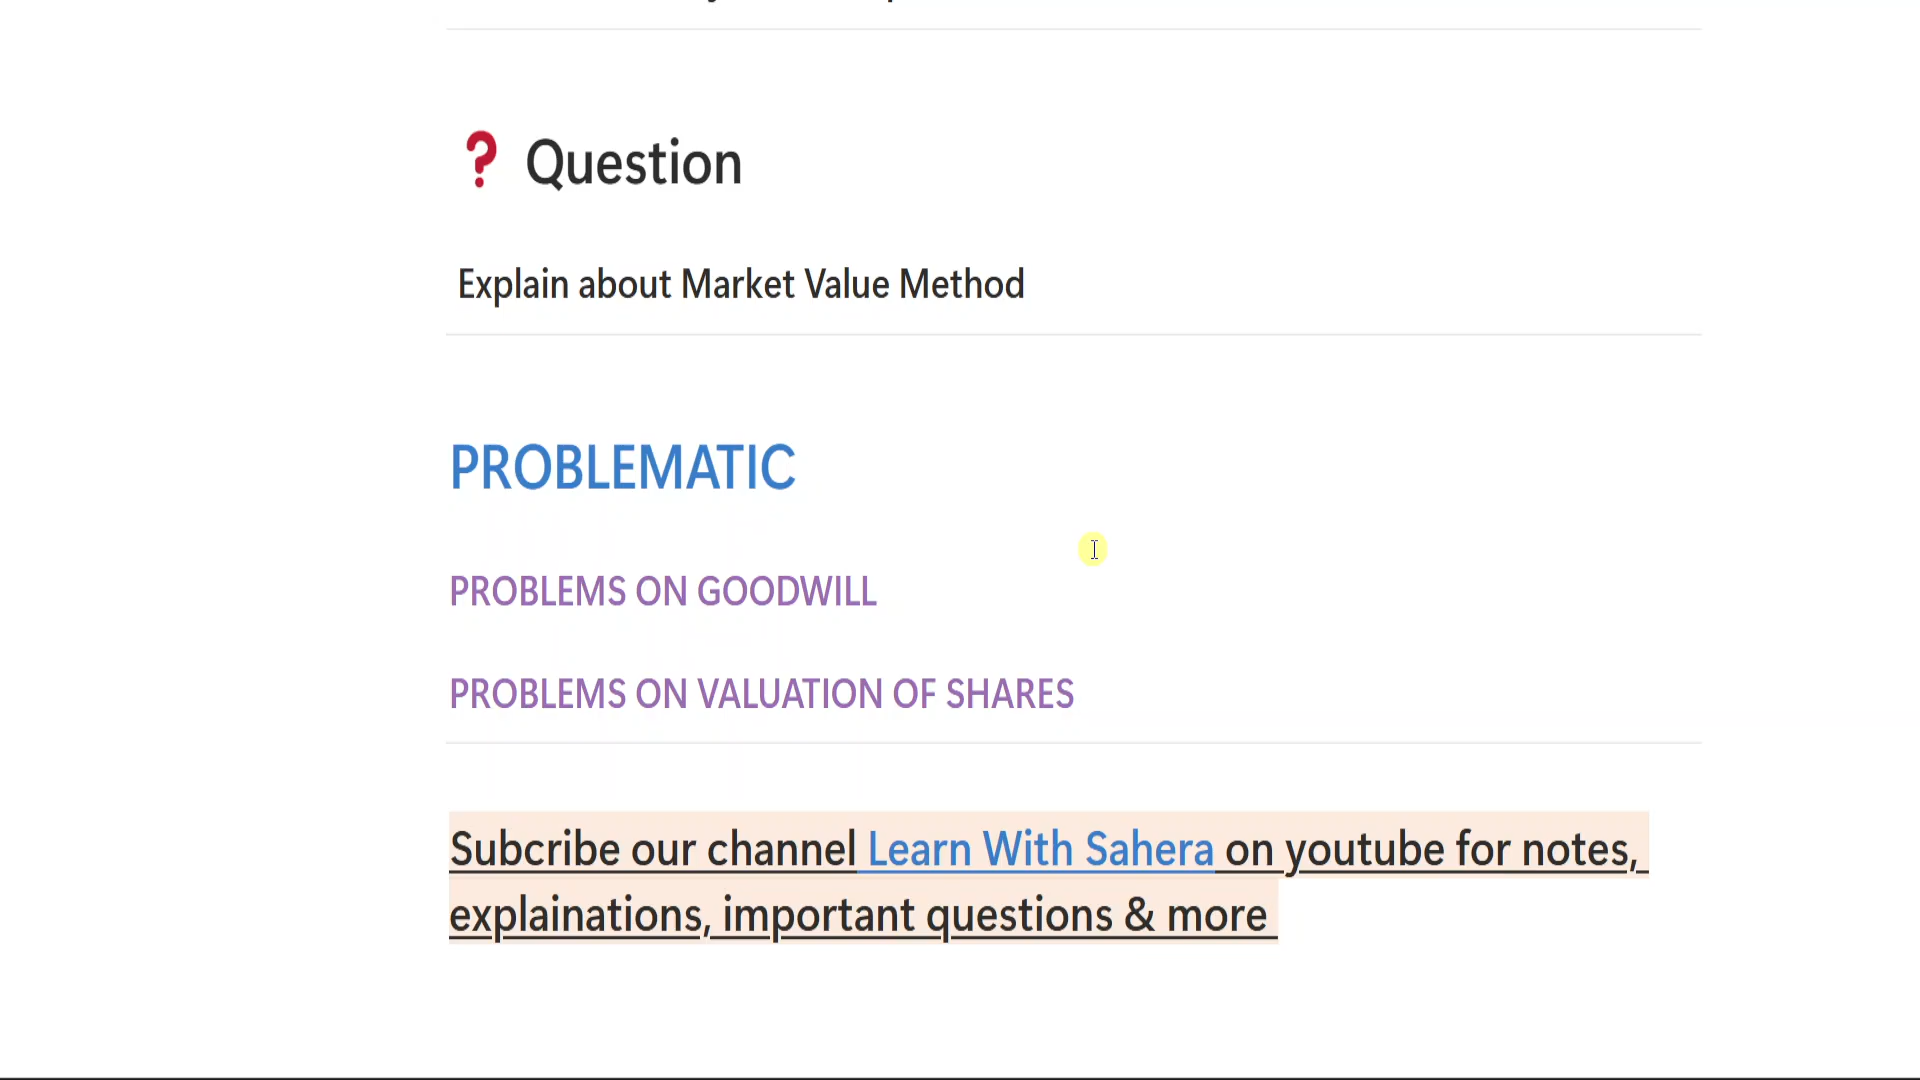 ❓ Question
Explain about Market Value Method
PROBLEMATIC
PROBLEMS ON GOODWILL
PROBLEMS ON VALUATION OF SHARES
Subcribe our channel Learn With Sahera on youtube for notes,
explainations, important questions & more